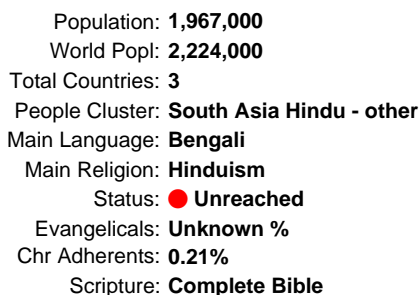 Population: 1,967,000
World Popl: 2,224,000
Total Countries: 3
People Cluster: South Asia Hindu - other
Main Language: Bengali
Main Religion: Hinduism
Status: Unreached
Evangelicals: Unknown %
Chr Adherents: 0.21%
Scripture: Complete Bible